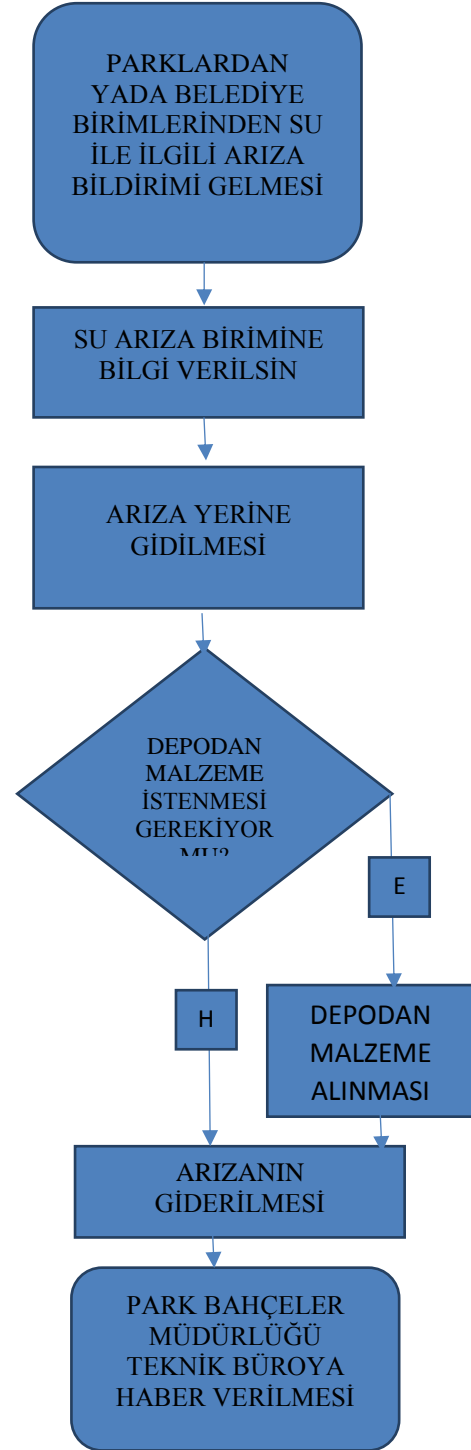 PARKLARDAN
YADA BELEDİYE
BİRİMLERİNDEN SU
İLE İLGİLİ ARIZA
BİLDİRİMİ GELMESİ
SU ARIZA BİRİMİNE
BİLGİ VERİLSİN
ARIZA YERİNE
GİDİLMESİ
DEPODAN
MALZEME
İSTENMESİ
GEREKİYOR
MU?
E
H
DEPODAN
MALZEME
ALINMASI
ARIZANIN
GİDERİLMESİ
PARK BAHÇELER
MÜDÜRLÜĞÜ
TEKNİK BÜROYA
HABER VERİLMESİ